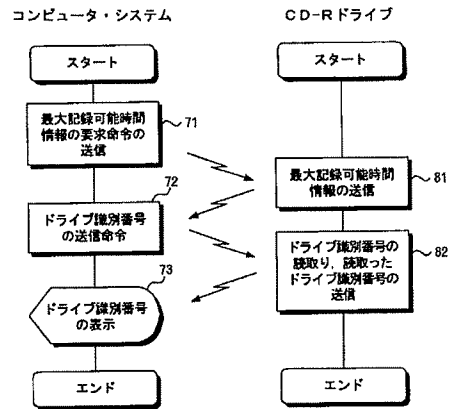 コンピュータ・システム
スタート
最大記録可能時間
情報の要求命令の
送信
71
72
ドライブ識別番号
の送信命令
73
ドライブ識別番号
の表示
エンド
CD-Rドライブ
スタート
最大記録可能時間
情報の送信
81
ドライブ識別番号の
読取り,読取った
ドライブ識別番号の
送信
82
エンド